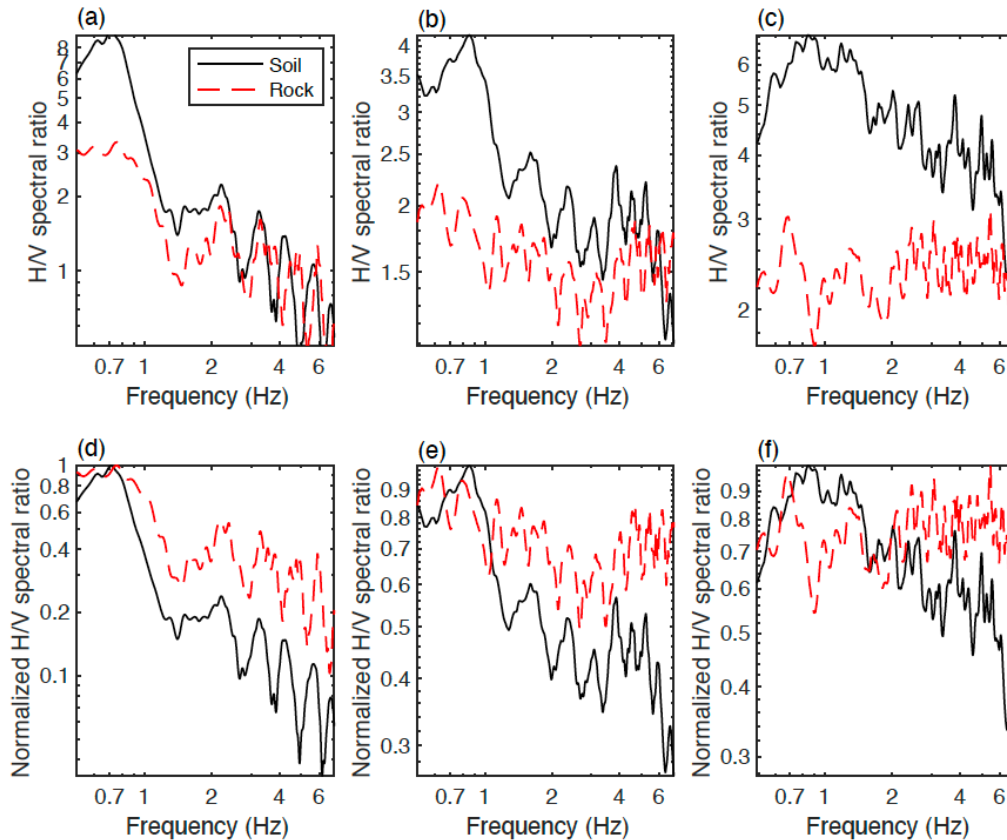 (a)
H/V spectral ratio
8
7
6
5
4
3
2
1
Soil
Rock
0.7 1 2 4 6
Frequency (Hz)
(b)
H/V spectral ratio
4
3.5
3
2.5
2
1.5
0.7 1 2 4 6
Frequency (Hz)
(c)
H/V spectral ratio
6
5
4
3
2
0.7 1 2 4 6
Frequency (Hz)
(d)
Normalized H/V spectral ratio
1
0.8
0.6
0.4
0.2
0.1
0.7 1 2 4 6
Frequency (Hz)
(e)
Normalized H/V spectral ratio
0.9
0.8
0.7
0.6
0.5
0.4
0.3
0.7 1 2 4 6
Frequency (Hz)
(f)
Normalized H/V spectral ratio
0.9
0.8
0.7
0.6
0.5
0.4
0.3
0.7 1 2 4 6
Frequency (Hz)